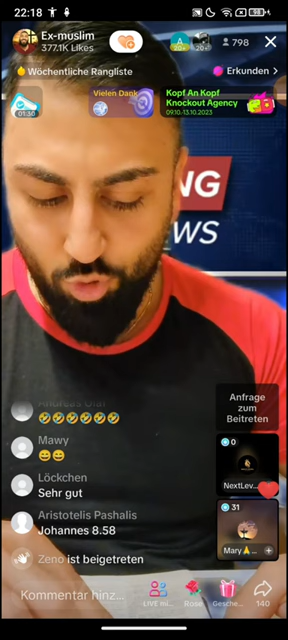 22:18
98
Ex-muslim
377.1K Likes
20+
20+
798
Wöchentliche Rangliste
Erkunden >
01:30
Vielen Dank
Kopf An Kopf
Knockout Agency
09.10-13.10.2023
NG
WS
Anfrage
zum
Beitreten
Mawy
😄😄
0
Löckchen
NextLev...
Sehr gut
31
Aristotelis Pashalis
Johannes 8.58
Mary🙏...
Zeno ist beigetreten
Kommentar hinz...
LIVE mi...
Rose
Gesche...
140